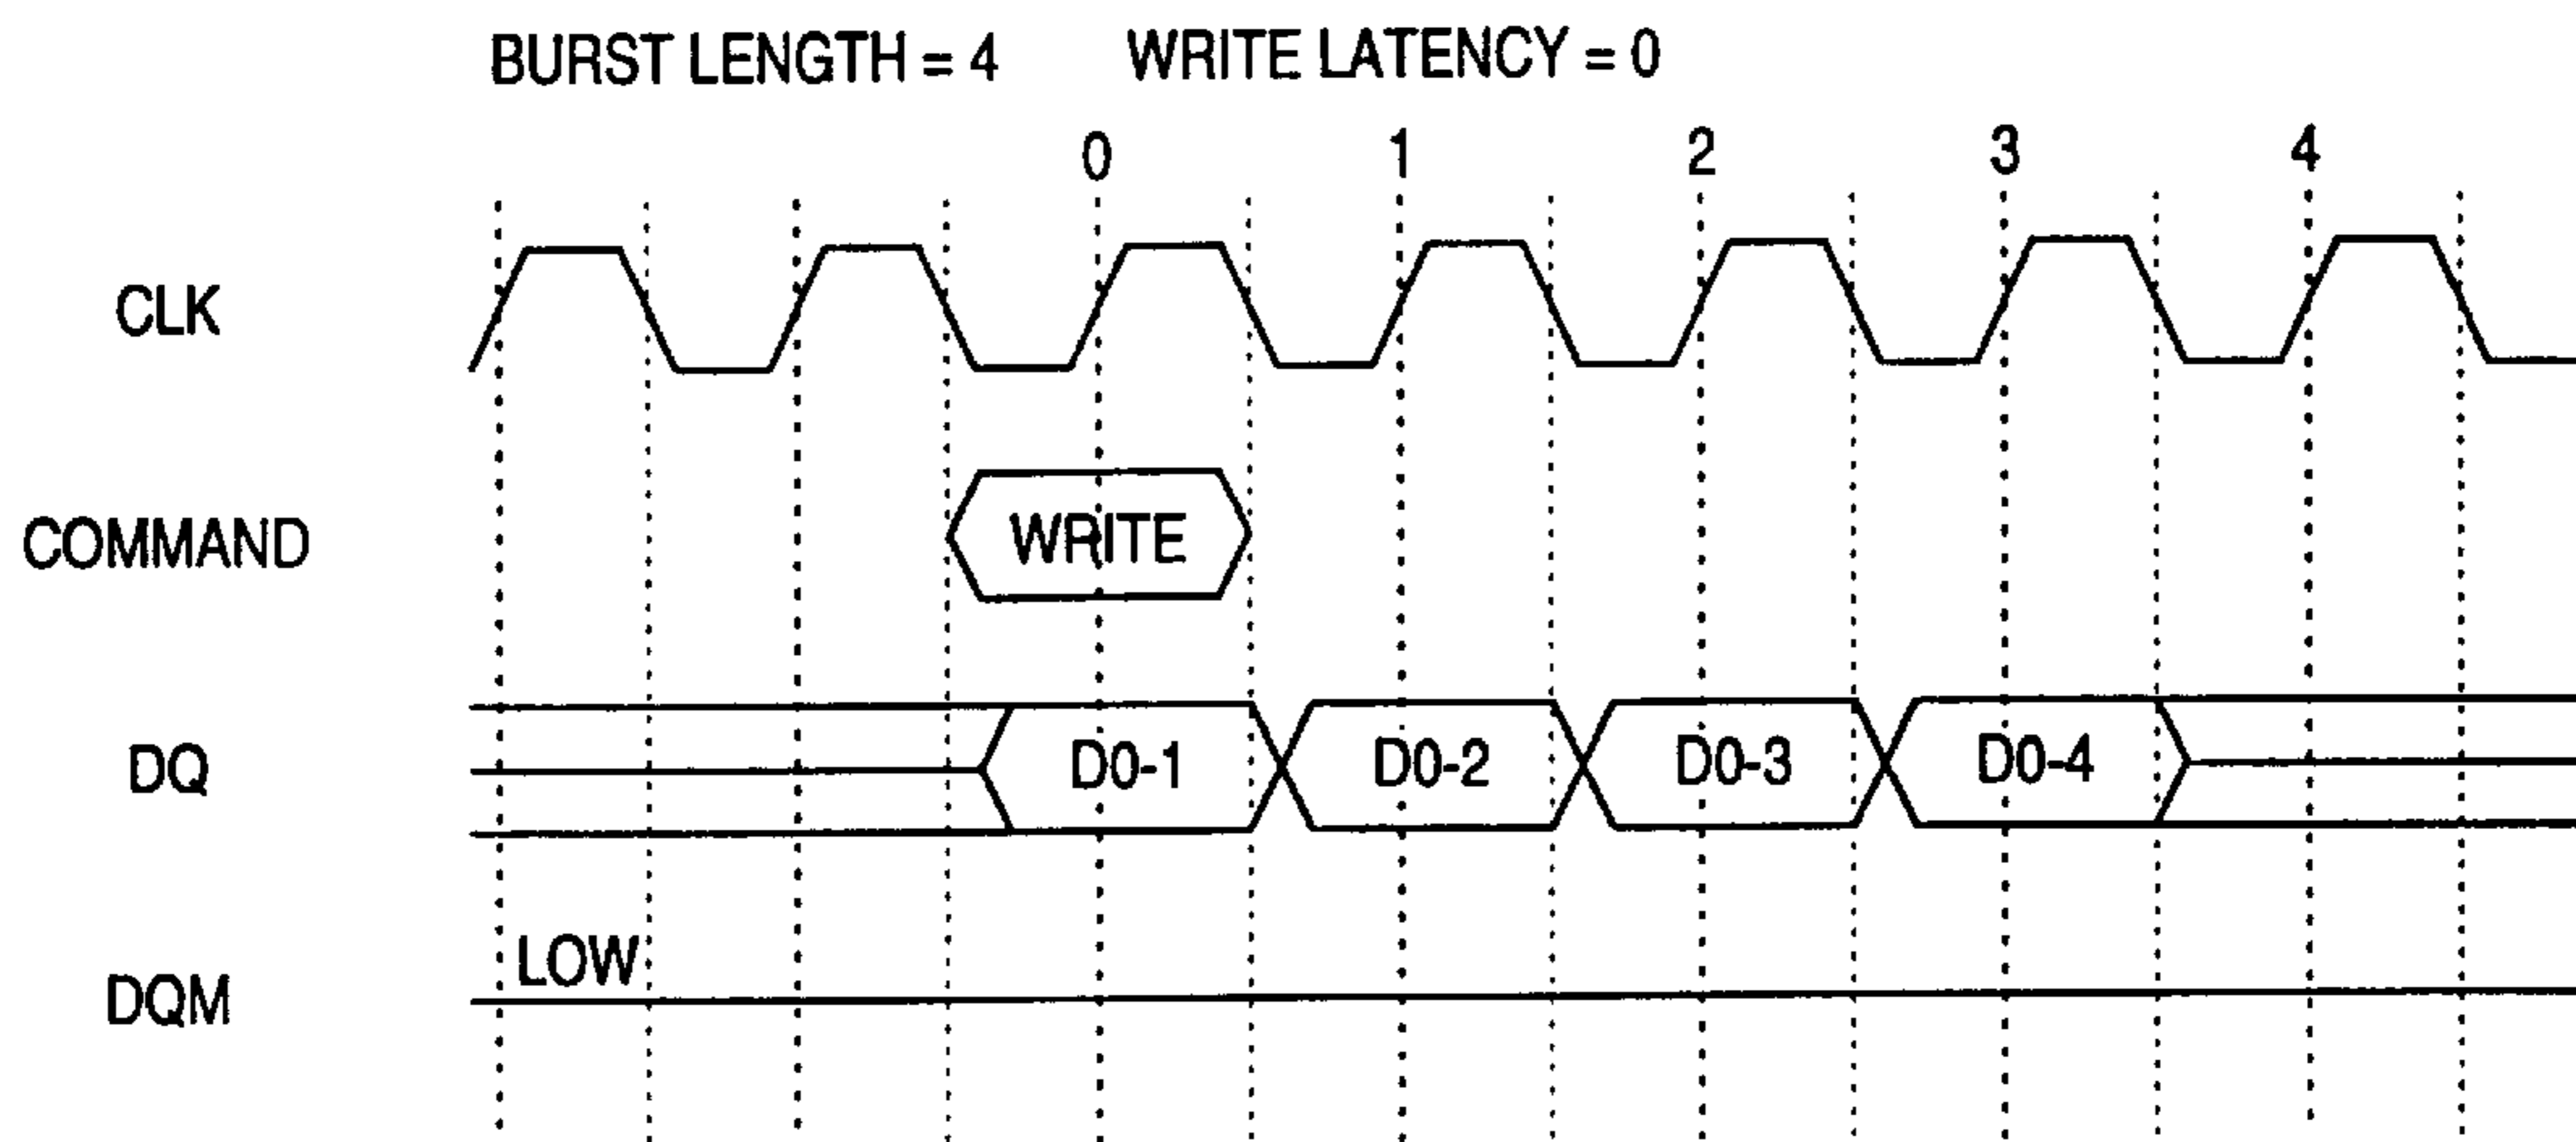 BURST LENGTH = 4 WRITE LATENCY = 0
0 1 2 3 4
CLK
COMMAND WRITE
DQ D0-1 D0-2 D0-3 D0-4
LOW
DQM